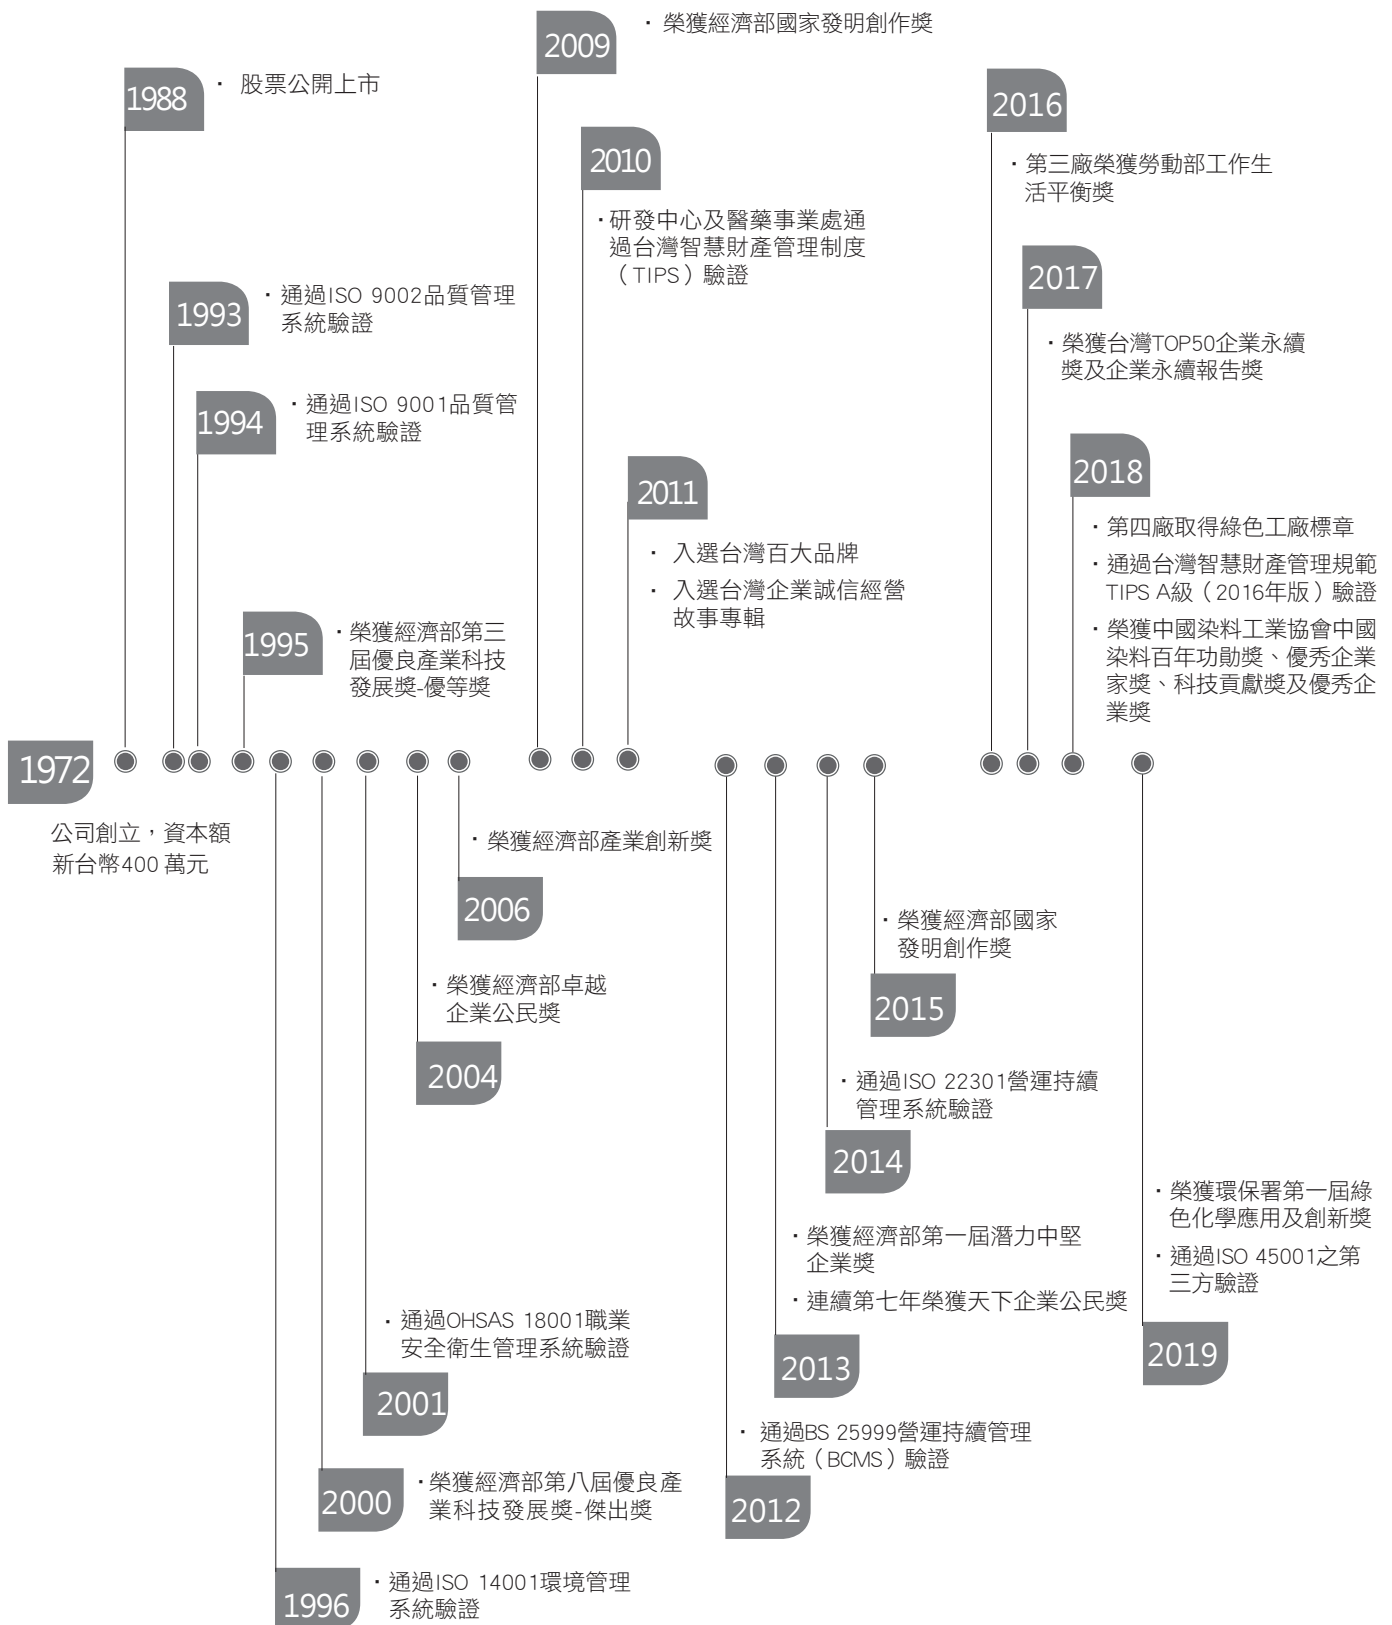 1972
公司創立，資本額
新台幣400 萬元
1988
・ 股票公開上市
1993
・通過ISO 9002品質管理
系統驗證
1994
・通過ISO 9001品質管
理系統驗證
1995
・榮獲經濟部第三
屆優良產業科技
發展獎-優等獎
1996
・通過ISO 14001環境管理
系統驗證
2000
・榮獲經濟部第八屆優良產
業科技發展獎-傑出獎
2001
・通過OHSAS 18001職業
安全衛生管理系統驗證
2004
・榮獲經濟部卓越
企業公民獎
2006
・榮獲經濟部產業創新獎
2009
・榮獲經濟部國家發明創作獎
2010
・研發中心及醫藥事業處通
過台灣智慧財產管理制度
（TIPS）驗證
2011
・ 入選台灣百大品牌
・ 入選台灣企業誠信經營
故事專輯
2012
・ 通過BS 25999營運持續管理
系統（BCMS）驗證
2013
・榮獲經濟部第一屆潛力中堅
企業獎
・連續第七年榮獲天下企業公民獎
2014
・通過ISO 22301營運持續
管理系統驗證
2015
・榮獲經濟部國家
發明創作獎
2016
・第三廠榮獲勞動部工作生
活平衡獎
2017
・榮獲台灣TOP50企業永續
獎及企業永續報告獎
2018
・第四廠取得綠色工廠標章
・通過台灣智慧財產管理規範
TIPS A級（2016年版）驗證
・榮獲中國染料工業協會中國
染料百年功勛獎、優秀企業
家獎、科技貢獻獎及優秀企
業獎
2019
・榮獲環保署第一屆綠
色化學應用及創新獎
・通過ISO 45001之第
三方驗證